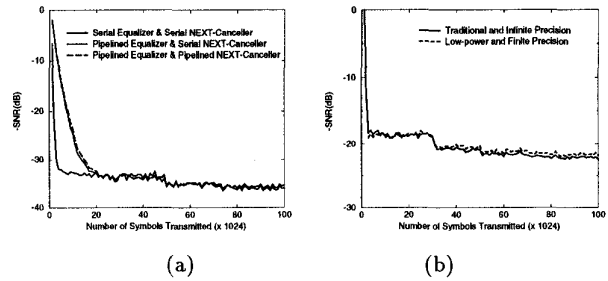 0
-10
-20
-30
-40
-SNR(dB)
Serial Equalizer & Serial NEXT-Canceller
Pipelined Equalizer & Serial NEXT-Canceller
Pipelined Equalizer & Pipelined NEXT-Canceller
0 20 40 60 80 100
Number of Symbols Transmitted (x 1024)
(a)
0
-10
-20
-30
-SNR(dB)
Traditional and Infinite Precision
Low-power and Finite Precision
0 20 40 60 80 100
Number of Symbols Transmitted (x 1024)
(b)